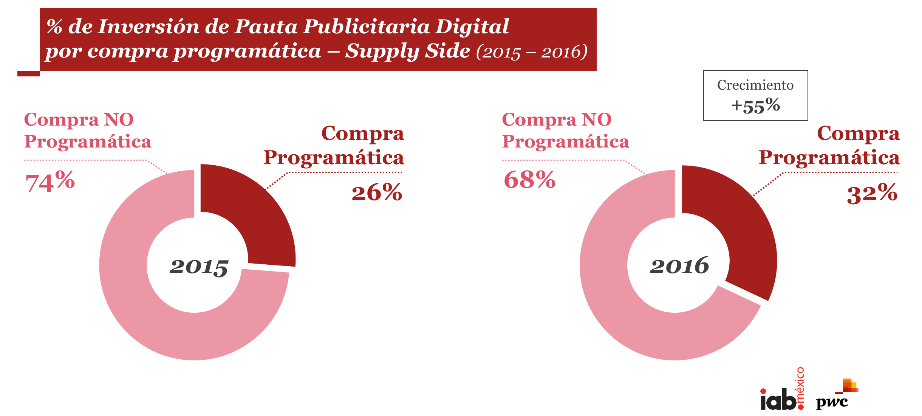 % de Inversión de Pauta Publicitaria Digital
por compra programática – Supply Side (2015 – 2016)
Crecimiento
+55%
Compra NO
Programática
74%
Compra
Programática
26%
2015
Compra NO
Programática
68%
Compra
Programática
32%
2016
iab.
méxico
pwc